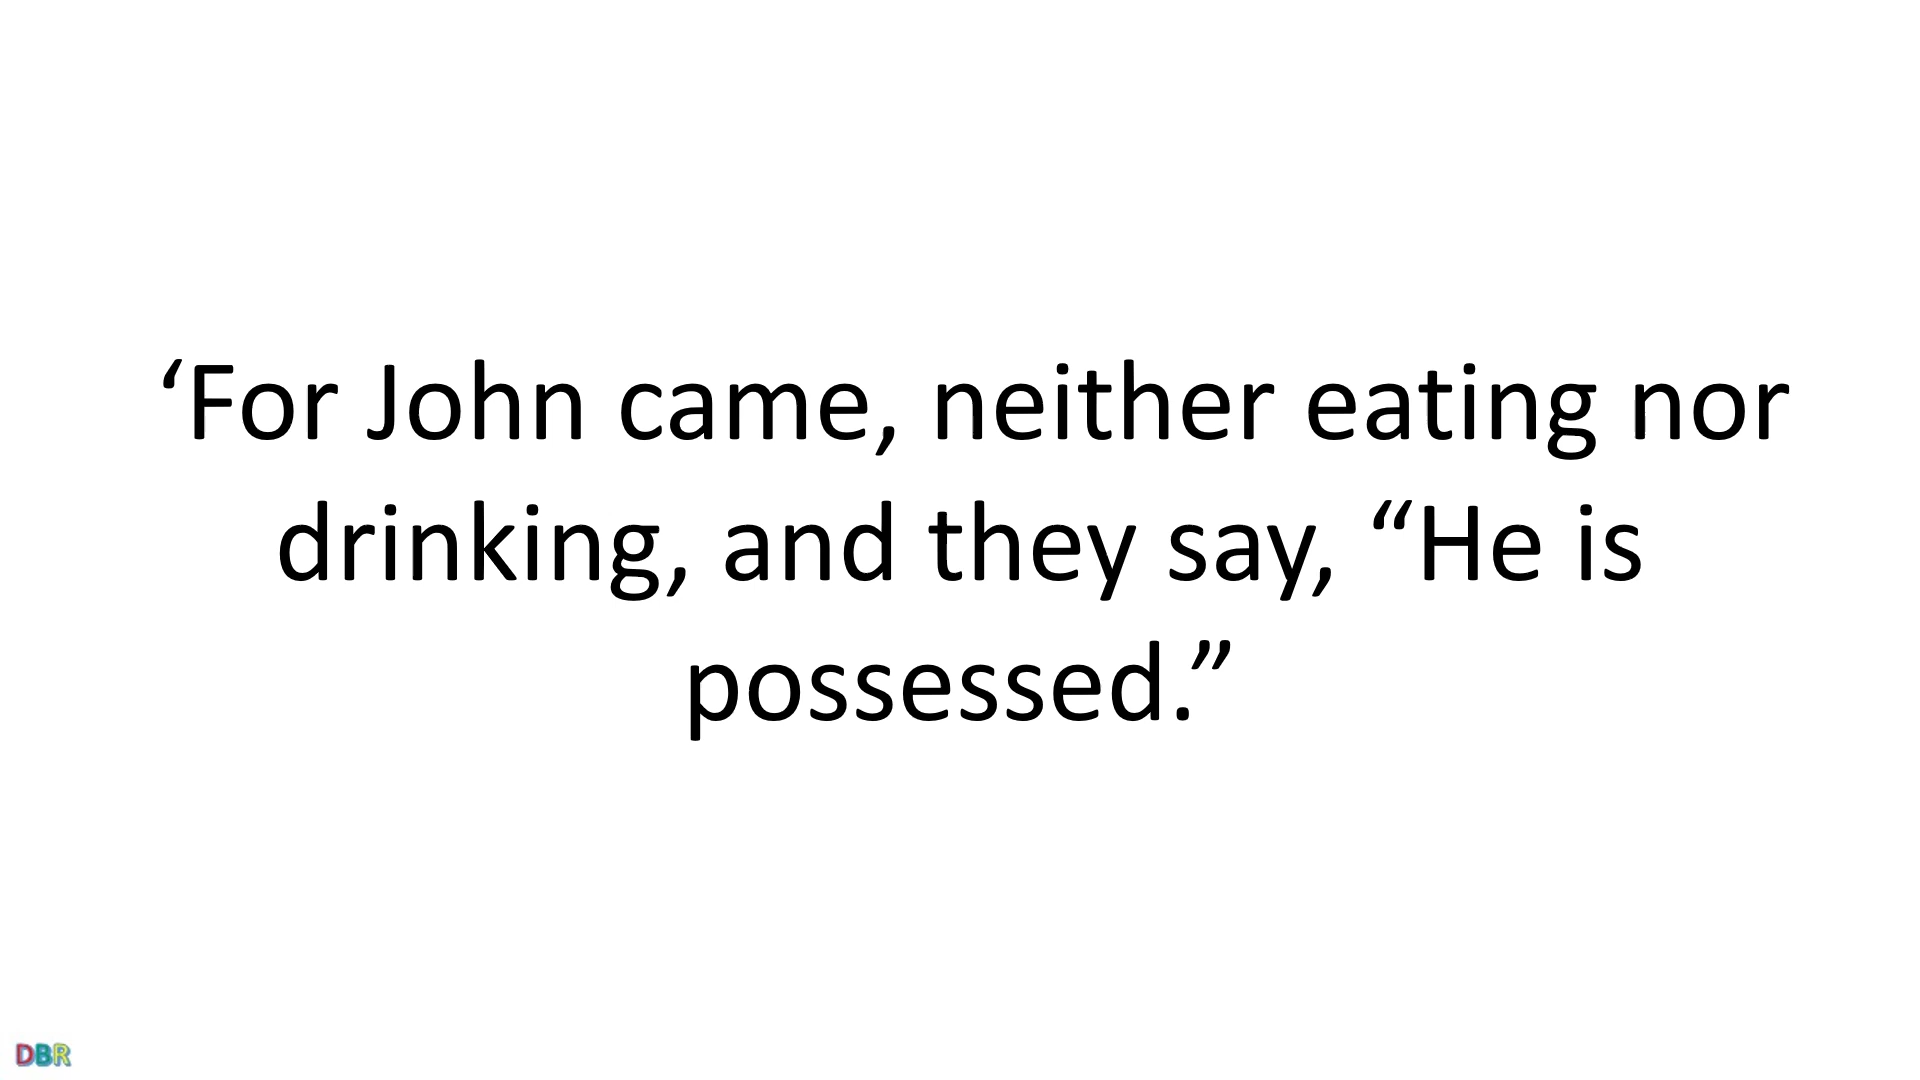 ‘For John came, neither eating nor
drinking, and they say, “He is
possessed.”
DBR